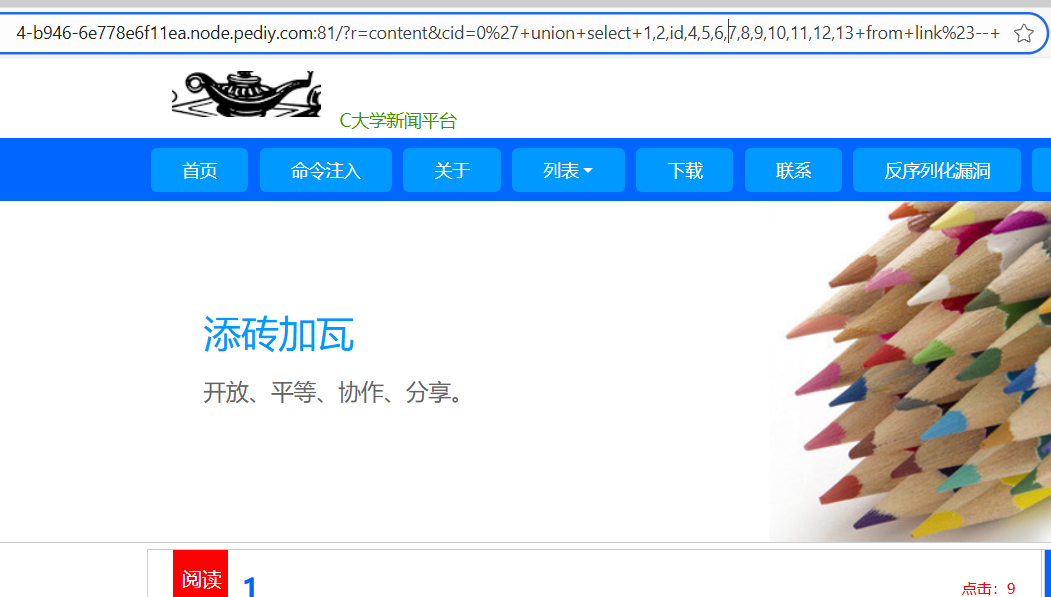 4-b946-6e778e6f11ea.node.pediy.com:81/?r=content&cid=0%27+union+select+1,2,id,4,5,6,7,8,9,10,11,12,13+from+link%23--+
C大学新闻平台
首页 命令注入 关于 列表 下载 联系 反序列化漏洞
添砖加瓦
开放、平等、协作、分享。
阅读 1 点击：9